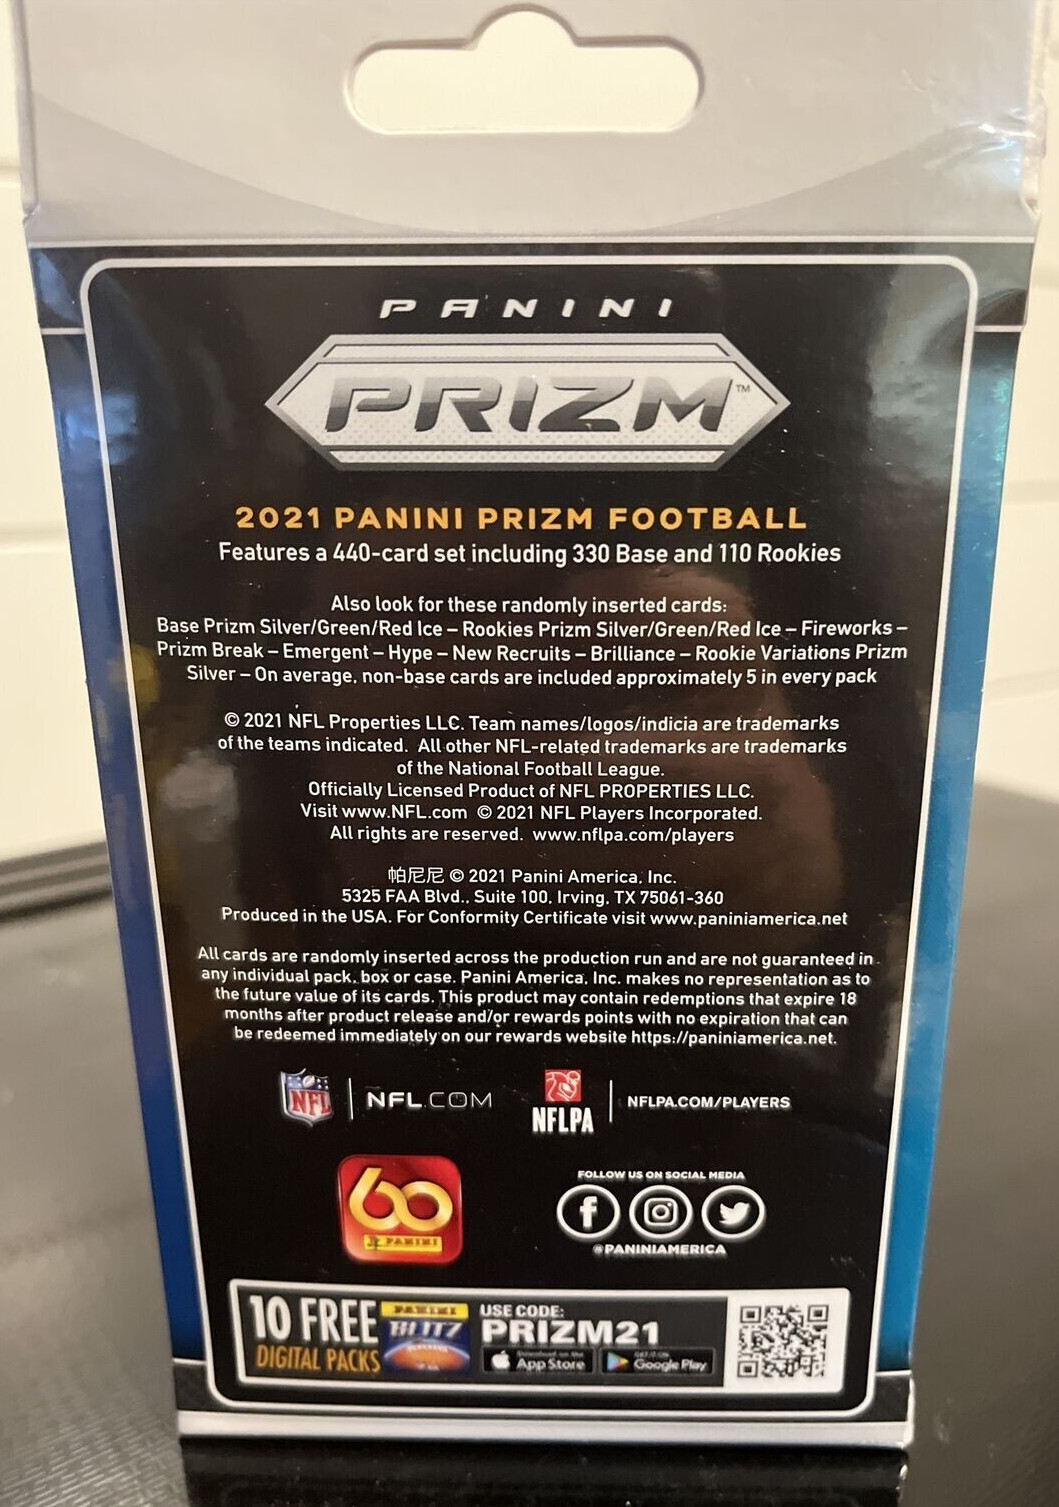 PANINI
PRIZM™
2021 PANINI PRIZM FOOTBALL
Features a 440-card set including 330 Base and 110 Rookies
Also look for these randomly inserted cards:
Base Prizm Silver/Green/Red Ice – Rookies Prizm Silver/Green/Red Ice – Fireworks –
Prizm Break – Emergent – Hype – New Recruits – Brilliance – Rookie Variations Prizm
Silver – On average, non-base cards are included approximately 5 in every pack
© 2021 NFL Properties LLC. Team names/logos/indicia are trademarks
of the teams indicated. All other NFL-related trademarks are trademarks
of the National Football League.
Officially Licensed Product of NFL PROPERTIES LLC.
Visit www.NFL.com © 2021 NFL Players Incorporated.
All rights are reserved. www.nflpa.com/players
帕尼尼 © 2021 Panini America, Inc.
5325 FAA Blvd., Suite 100, Irving, TX 75061-360
Produced in the USA. For Conformity Certificate visit www.paniniamerica.net
All cards are randomly inserted across the production run and are not guaranteed in
any individual pack, box or case. Panini America, Inc. makes no representation as to
the future value of its cards. This product may contain redemptions that expire 18
months after product release and/or rewards points with no expiration that can
be redeemed immediately on our rewards website https://paniniamerica.net.
NFL NFL.COM NFLPA NFLPA.COM/PLAYERS
60
PANINI
FOLLOW US ON SOCIAL MEDIA
@PANINIAMERICA
10 FREE
DIGITAL PACKS
PANINI
BLITZ
USE CODE:
PRIZM21
Download on the
App Store
GET IT ON
Google Play